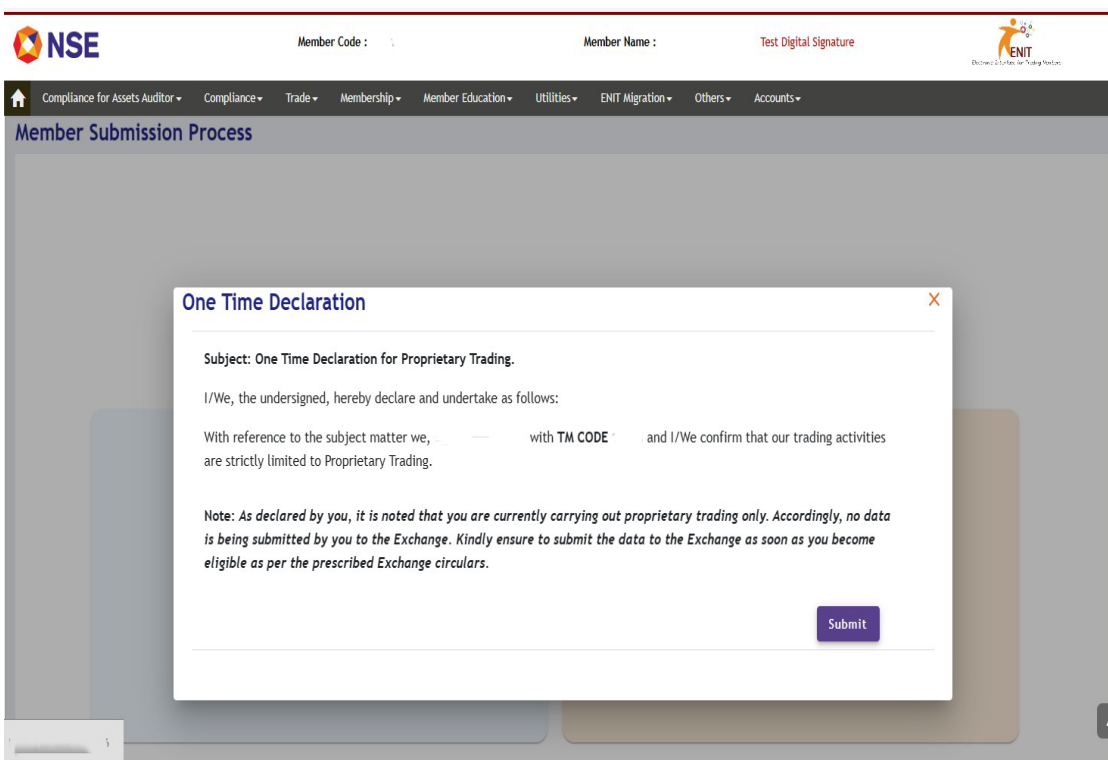 NSE
Member Code :
Member Name :
Test Digital Signature
ENIT
Electronic Interface for Trading Members
Compliance for Assets Auditor
Compliance
Trade
Membership
Member Education
Utilities
ENIT Migration
Others
Accounts
Member Submission Process
One Time Declaration
X
Subject: One Time Declaration for Proprietary Trading.
I/We, the undersigned, hereby declare and undertake as follows:
With reference to the subject matter we, with TM CODE and I/We confirm that our trading activities
are strictly limited to Proprietary Trading.
Note: As declared by you, it is noted that you are currently carrying out proprietary trading only. Accordingly, no data
is being submitted by you to the Exchange. Kindly ensure to submit the data to the Exchange as soon as you become
eligible as per the prescribed Exchange circulars.
Submit